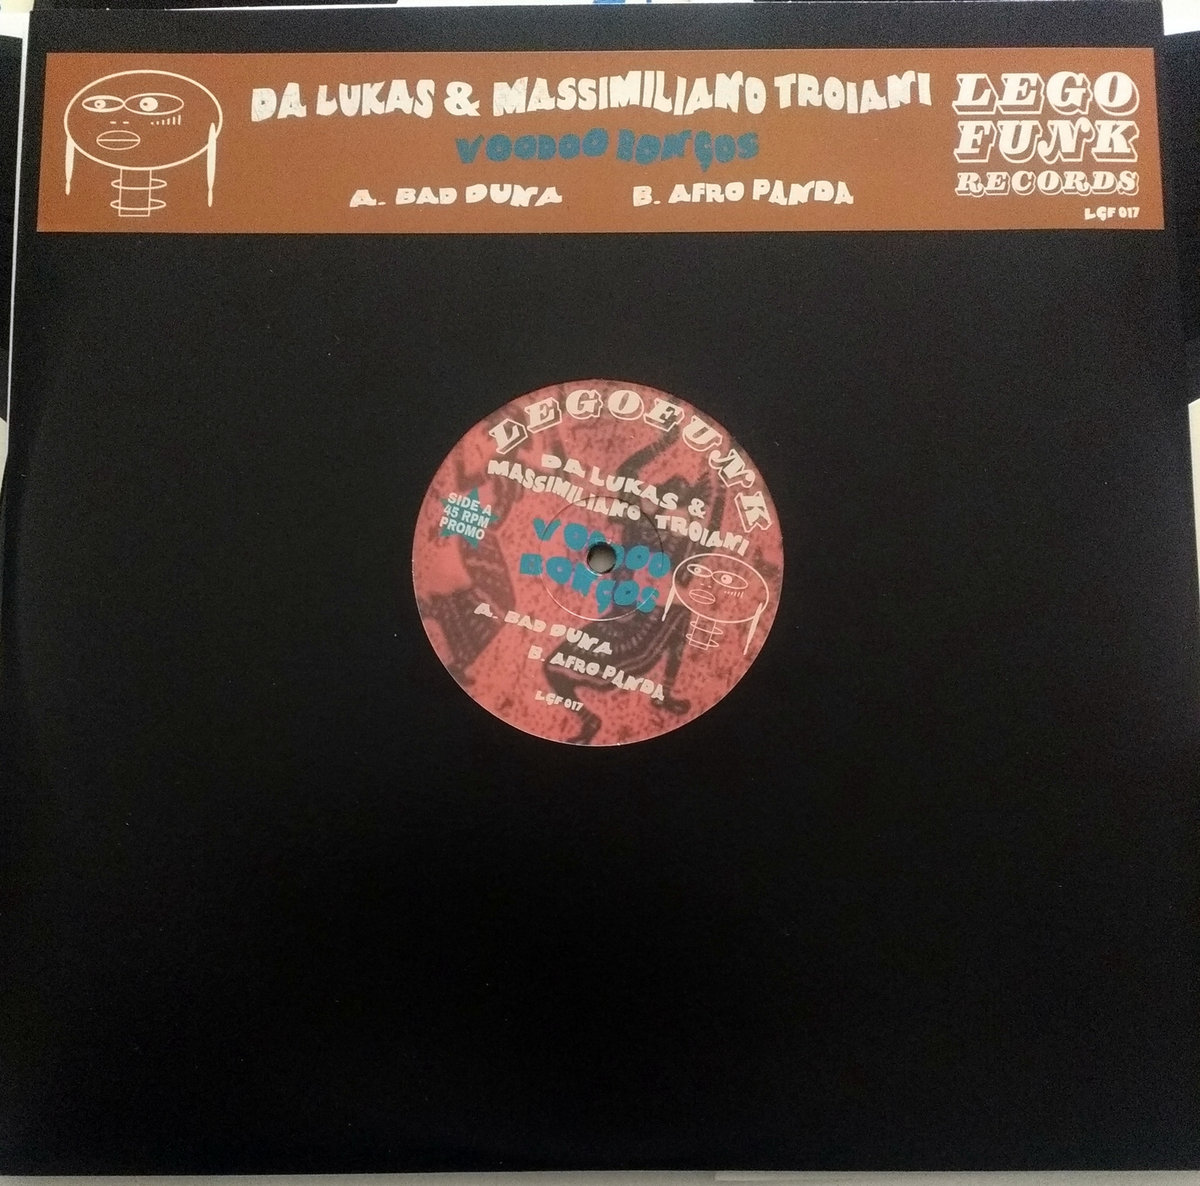 DA LUKAS & MASSIMILIANO TROIANI
VOODOO BONGOS
A. BAD DUNA
B. AFRO PANDA
LEGO
FUNK
RECORDS
LGF 017
LEGOFUNK
DA LUKAS &
MASSIMILIANO TROIANI
SIDE A
45 RPM
PROMO
VOODOO
BONGOS
A. BAD DUNA
B. AFRO PANDA
LGF 017